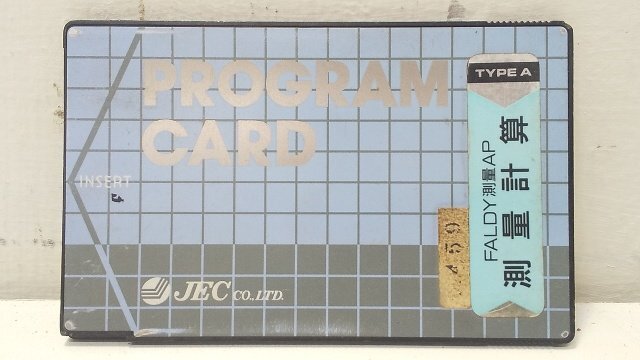 PROGRAM
CARD
INSERT
JEC CO.,LTD.
TYPE A
FALDY測量AP
測量計算
459